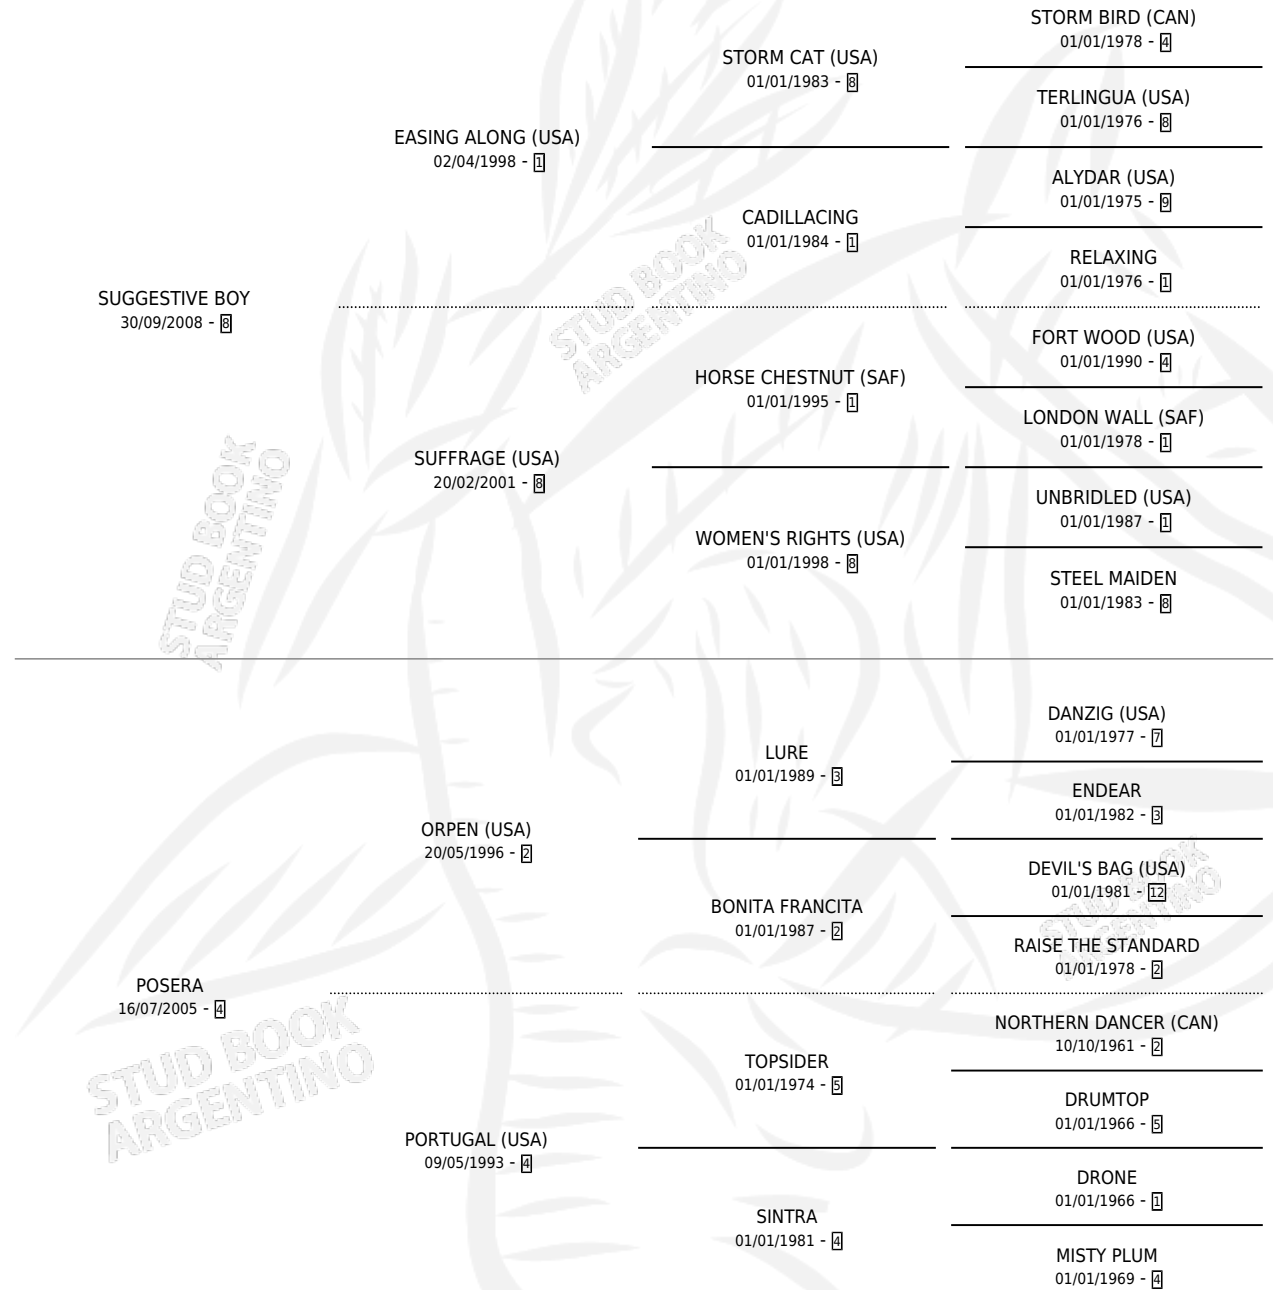 STORM BIRD (CAN)
01/01/1978 - 4
STORM CAT (USA)
01/01/1983 - 8
TERLINGUA (USA)
01/01/1976 - 8
EASING ALONG (USA)
02/04/1998 - 1
ALYDAR (USA)
01/01/1975 - 9
CADILLACING
01/01/1984 - 1
RELAXING
01/01/1976 - 1
SUGGESTIVE BOY
30/09/2008 - 8
STUD BOOK
ARGENTINO
FORT WOOD (USA)
01/01/1990 - 4
HORSE CHESTNUT (SAF)
01/01/1995 - 1
LONDON WALL (SAF)
01/01/1978 - 1
SUFFRAGE (USA)
20/02/2001 - 8
UNBRIDLED (USA)
01/01/1987 - 1
WOMEN'S RIGHTS (USA)
01/01/1998 - 8
STEEL MAIDEN
01/01/1983 - 8
STUD BOOK
ARGENTINO
DANZIG (USA)
01/01/1977 - 7
LURE
01/01/1989 - 3
ENDEAR
01/01/1982 - 3
ORPEN (USA)
20/05/1996 - 2
DEVIL'S BAG (USA)
01/01/1981 - 12
BONITA FRANCITA
01/01/1987 - 2
STUD BOOK
ARGENTINO
RAISE THE STANDARD
01/01/1978 - 2
POSERA
16/07/2005 - 4
STUD BOOK
ARGENTINO
NORTHERN DANCER (CAN)
10/10/1961 - 2
TOPSIDER
01/01/1974 - 5
DRUMTOP
01/01/1966 - 5
PORTUGAL (USA)
09/05/1993 - 4
DRONE
01/01/1966 - 1
SINTRA
01/01/1981 - 4
MISTY PLUM
01/01/1969 - 4